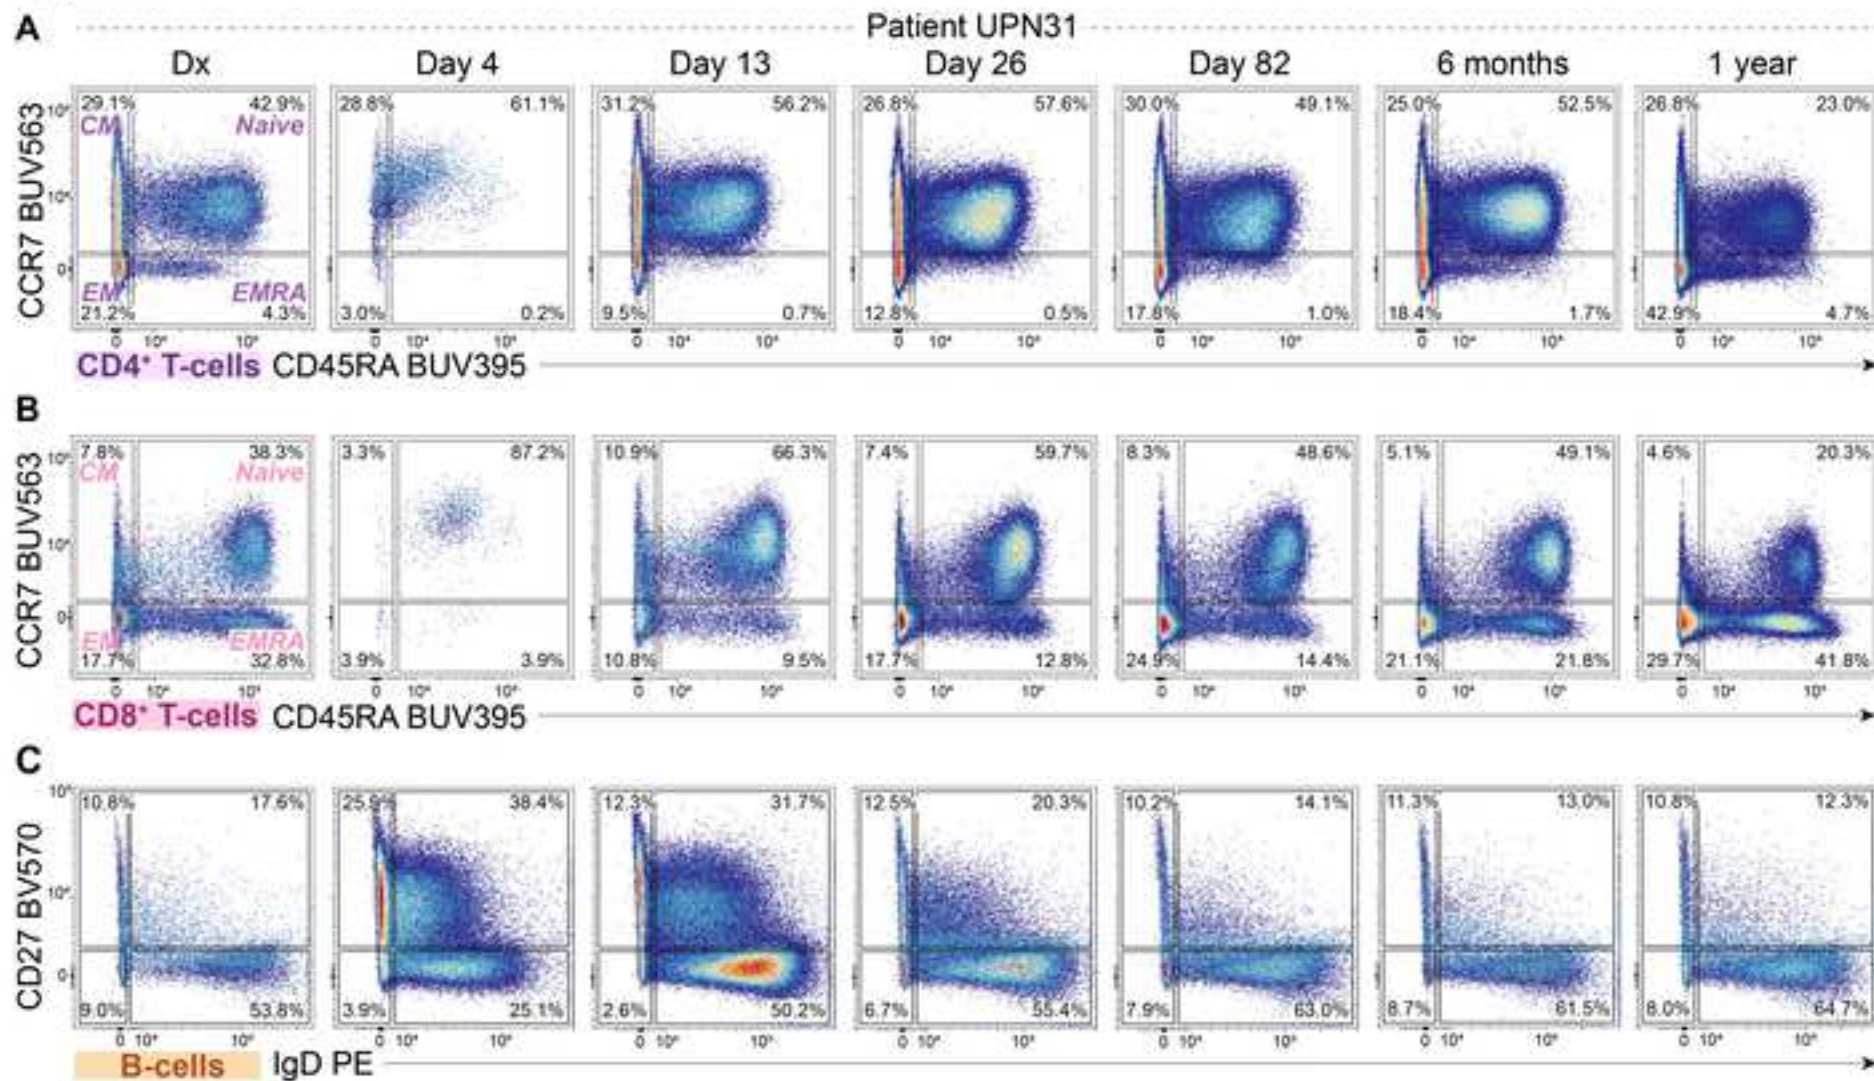 A
Patient UPN31
Dx Day 4 Day 13 Day 26 Day 82 6 months 1 year
29.1% 42.9% 28.8% 61.1% 31.2% 56.2% 26.8% 57.6% 30.0% 49.1% 25.0% 52.5% 26.8% 23.0%
CM Naive
CCR7 BUV563
EM EMRA
21.2% 4.3% 3.0% 0.2% 9.5% 0.7% 12.8% 0.5% 17.8% 1.0% 18.4% 1.7% 42.9% 4.7%
CD4⁺ T-cells CD45RA BUV395
B
7.8% 38.3% 3.3% 87.2% 10.9% 66.3% 7.4% 59.7% 8.3% 48.6% 5.1% 49.1% 4.6% 20.3%
CM Naive
CCR7 BUV563
EM EMRA
17.7% 32.8% 3.9% 3.9% 10.8% 9.5% 17.7% 12.8% 24.9% 14.4% 21.1% 21.8% 29.7% 41.8%
CD8⁺ T-cells CD45RA BUV395
C
10.8% 17.6% 38.4% 12.3% 31.7% 12.5% 20.3% 10.2% 14.1% 11.3% 13.0% 10.8% 12.3%
CD27 BV570
9.0% 53.8% 3.9% 25.1% 2.6% 50.2% 6.7% 55.4% 7.9% 63.0% 8.7% 61.5% 8.0% 64.7%
B-cells IgD PE